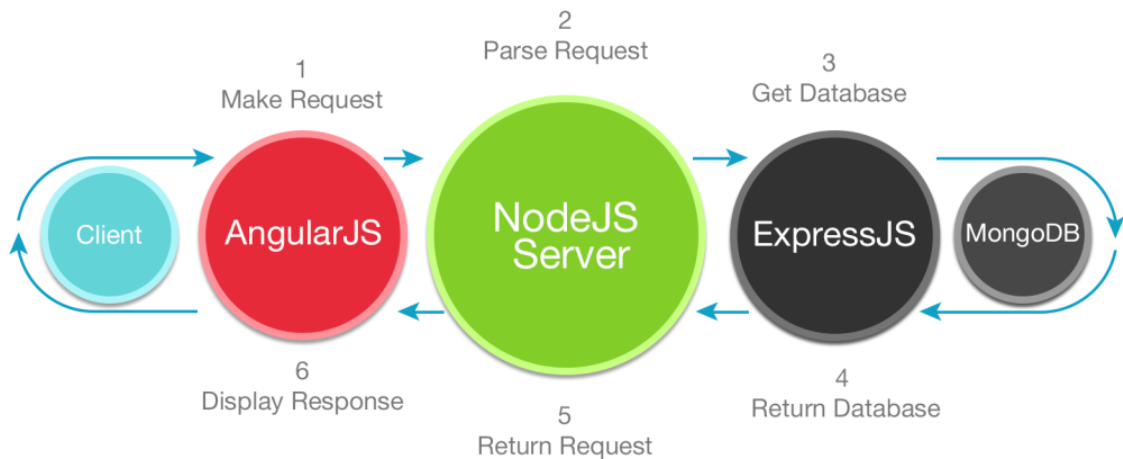 1
Make Request
2
Parse Request
3
Get Database
Client
AngularJS
NodeJS
Server
ExpressJS
MongoDB
6
Display Response
5
Return Request
4
Return Database